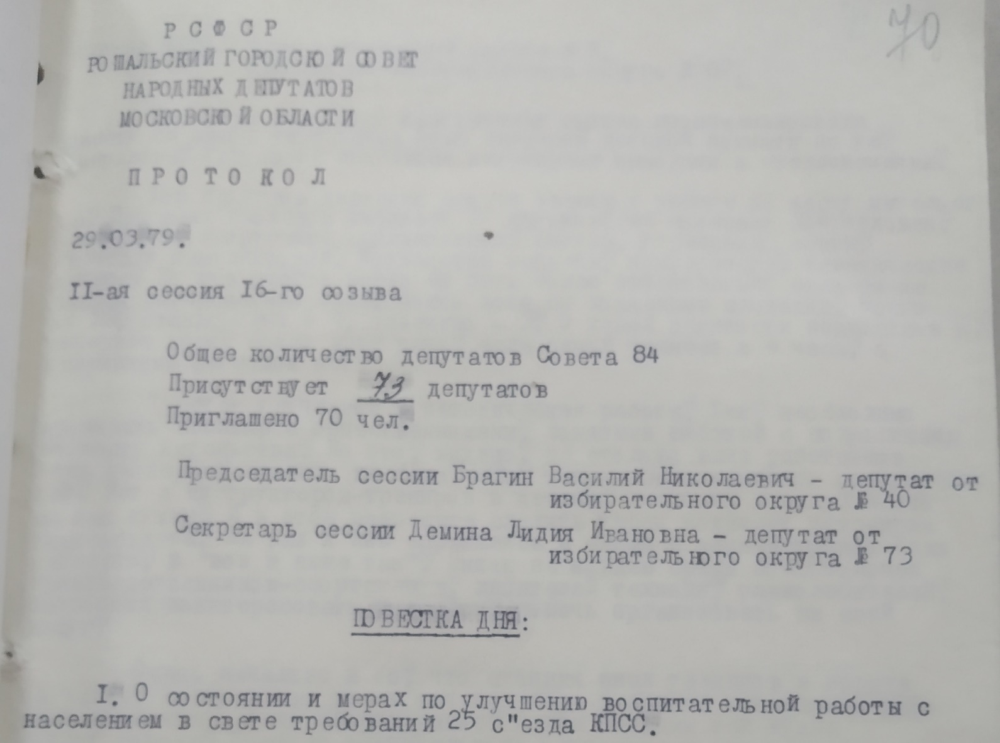 70
Р С Ф С Р
РОШАЛЬСКИЙ ГОРОДСКОЙ СОВЕТ
НАРОДНЫХ ДЕПУТАТОВ
МОСКОВСКОЙ ОБЛАСТИ
П Р О Т О К О Л
29.03.79.
II-ая сессия I6-го созыва
Общее количество депутатов Совета 84
Присутствует 73 депутатов
Приглашено 70 чел.
Председатель сессии Брагин Василий Николаевич - депутат от
избирательного округа № 40
Секретарь сессии Демина Лидия Ивановна - депутат от
избирательного округа № 73
ПОВЕСТКА ДНЯ:
I. О состоянии и мерах по улучшению воспитательной работы с
населением в свете требований 25 с"езда КПСС.